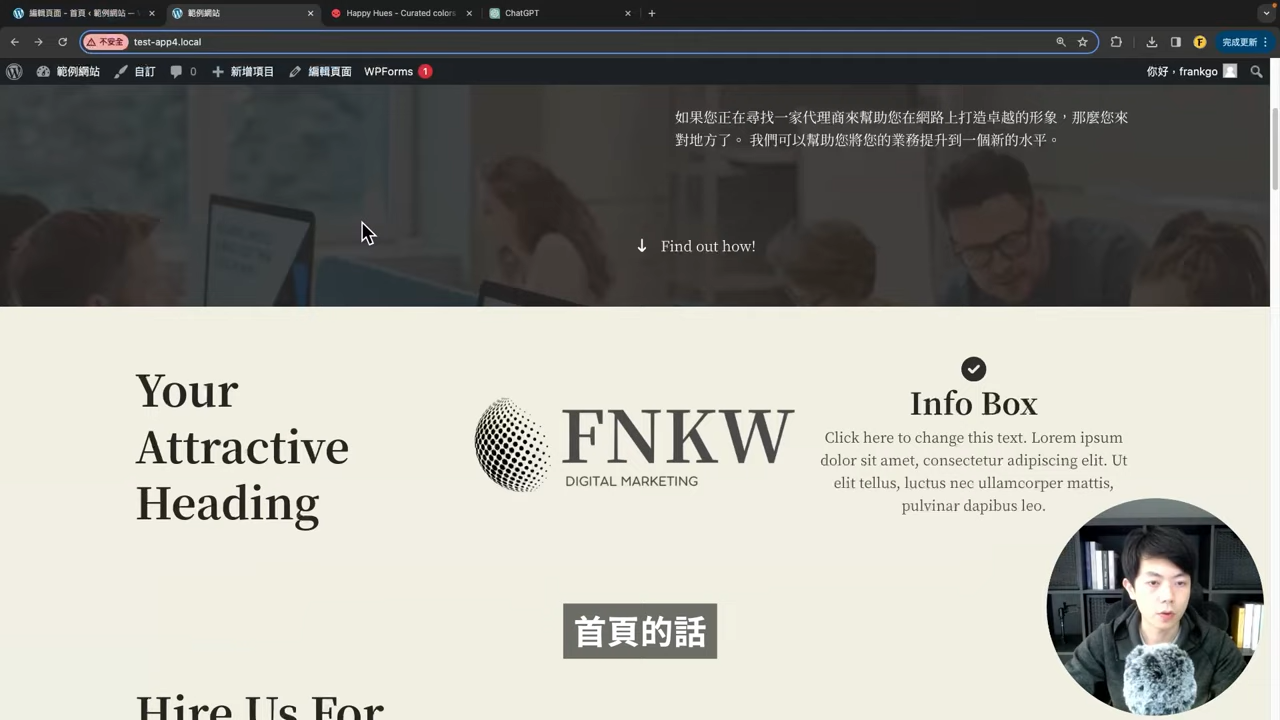 編輯頁面 - 首頁 ‹ 範例網站 —
範例網站
Happy Hues - Curated colors
ChatGPT
不安全
test-app4.local
完成更新
範例網站
自訂
0
新增項目
編輯頁面
WPForms
1
你好，frankgo
如果您正在尋找一家代理商來幫助您在網路上打造卓越的形象，那麼您來
對地方了。 我們可以幫助您將您的業務提升到一個新的水平。
Find out how!
Your
Attractive
Heading
FNKW
DIGITAL MARKETING
Info Box
Click here to change this text. Lorem ipsum
dolor sit amet, consectetur adipiscing elit. Ut
elit tellus, luctus nec ullamcorper mattis,
pulvinar dapibus leo.
首頁的話
Hire Us For